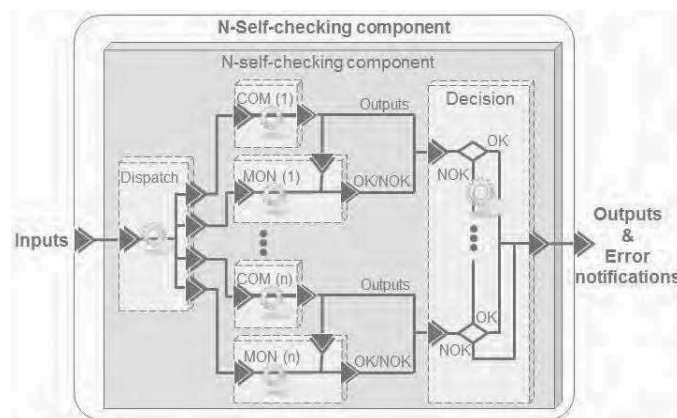 N-Self-checking component
N-self-checking component
COM (1)
Outputs
Decision
OK
Dispatch
MON (1)
OK/NOK
NOK
Inputs
Outputs
&
Error
notifications
COM (n)
Outputs
OK
NOK
MON (n)
OK/NOK